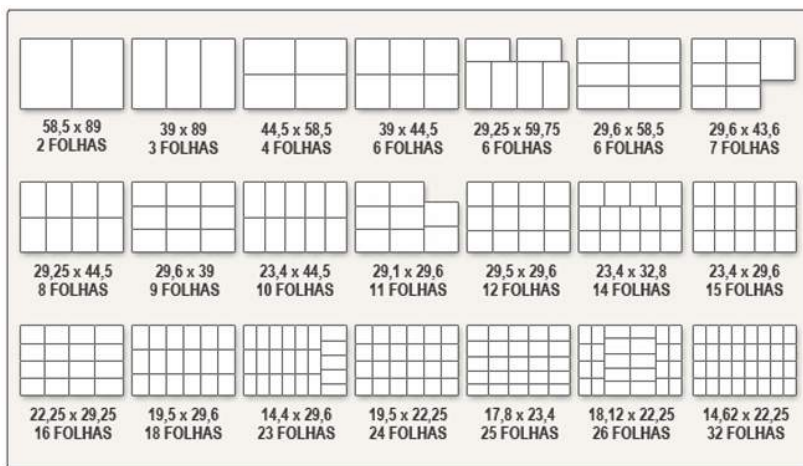 58,5 x 89
2 FOLHAS
39 x 89
3 FOLHAS
44,5 x 58,5
4 FOLHAS
39 x 44,5
6 FOLHAS
29,25 x 59,75
6 FOLHAS
29,6 x 58,5
6 FOLHAS
29,6 x 43,6
7 FOLHAS
29,25 x 44,5
8 FOLHAS
29,6 x 39
9 FOLHAS
23,4 x 44,5
10 FOLHAS
29,1 x 29,6
11 FOLHAS
29,5 x 29,6
12 FOLHAS
23,4 x 32,8
14 FOLHAS
23,4 x 29,6
15 FOLHAS
22,25 x 29,25
16 FOLHAS
19,5 x 29,6
18 FOLHAS
14,4 x 29,6
23 FOLHAS
19,5 x 22,25
24 FOLHAS
17,8 x 23,4
25 FOLHAS
18,12 x 22,25
26 FOLHAS
14,62 x 22,25
32 FOLHAS